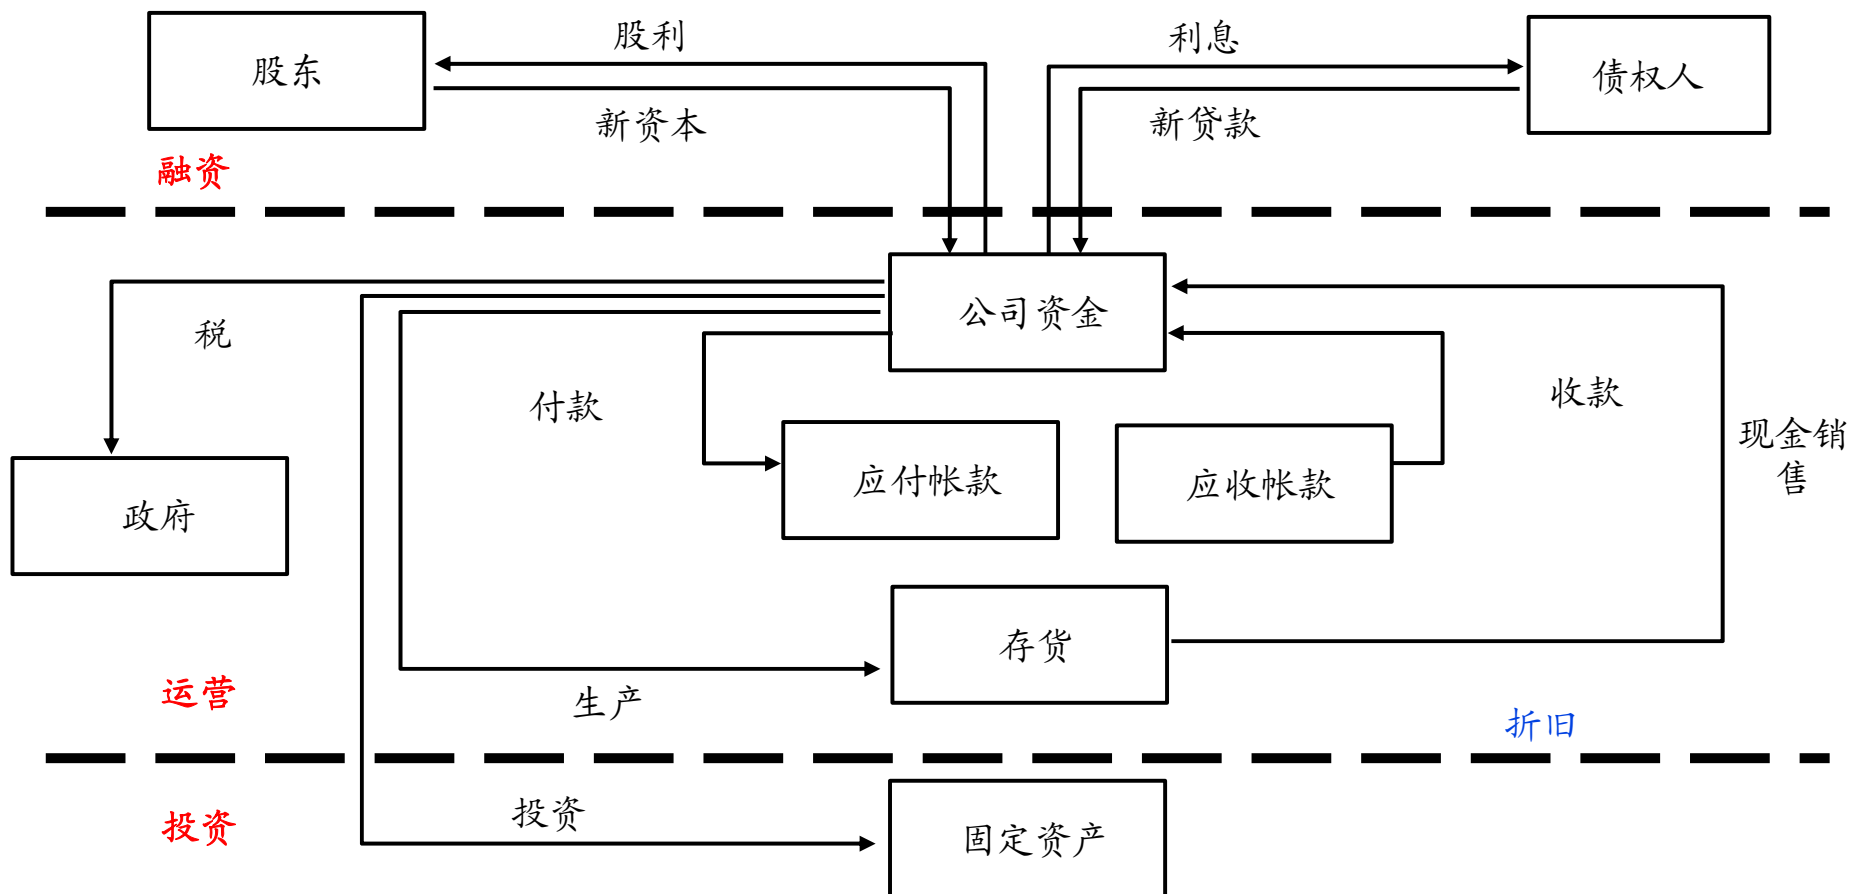 股利
利息
股东
债权人
新资本
新贷款
融资
公司资金
税
付款
收款
现金销
售
应付帐款
应收帐款
政府
存货
运营
生产
折旧
投资
投资
固定资产